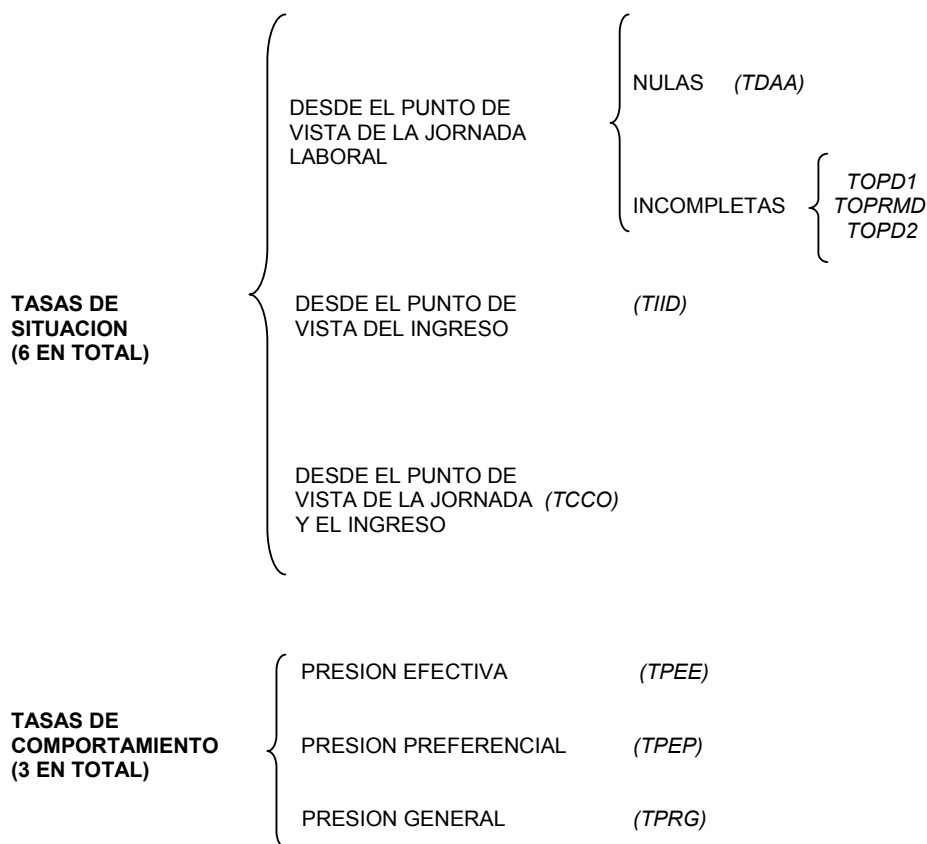 NULAS (TDAA)
DESDE EL PUNTO DE
VISTA DE LA JORNADA
LABORAL
TOPD1
INCOMPLETAS TOPRMD
TOPD2
TASAS DE
SITUACION
(6 EN TOTAL)
DESDE EL PUNTO DE (TIID)
VISTA DEL INGRESO
DESDE EL PUNTO DE
VISTA DE LA JORNADA (TCCO)
Y EL INGRESO
PRESION EFECTIVA (TPEE)
TASAS DE
COMPORTAMIENTO
(3 EN TOTAL)
PRESION PREFERENCIAL (TPEP)
PRESION GENERAL (TPRG)